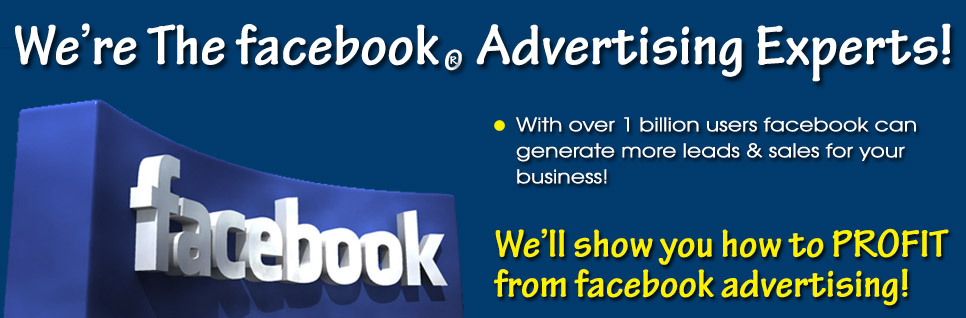 We're The facebook® Advertising Experts!
With over 1 billion users facebook can
generate more leads & sales for your
business!
facebook
We'll show you how to PROFIT
from facebook advertising!